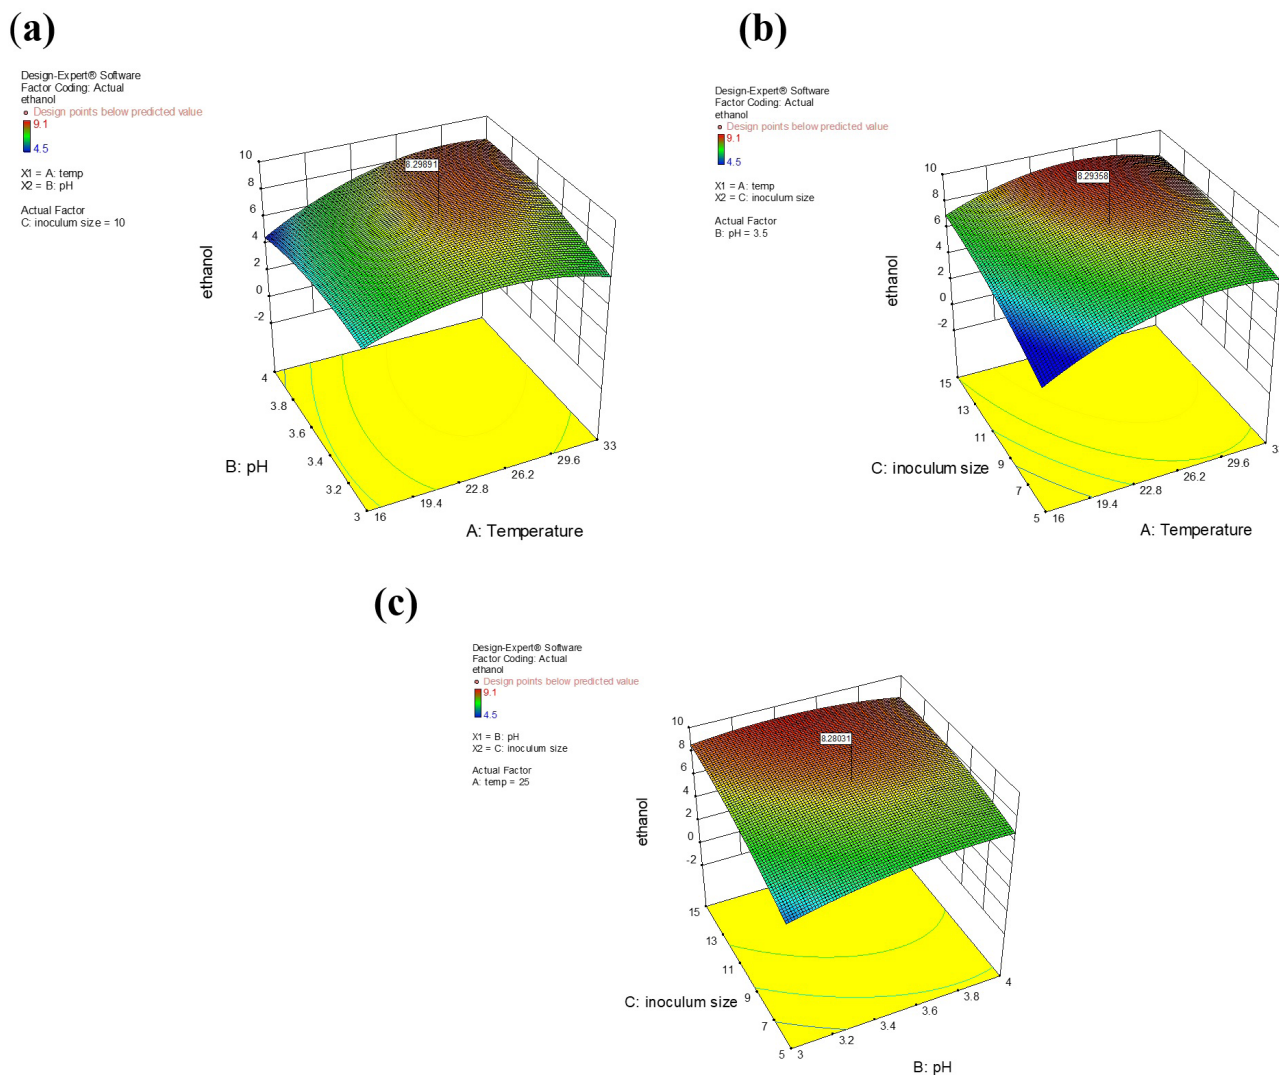 (a)
Design-Expert® Software
Factor Coding: Actual
ethanol
Design points below predicted value
9.1
4.5
X1 = A: temp
X2 = B: pH
Actual Factor
C: inoculum size = 10
8.29891
10
8
6
4
2
0
-2
ethanol
4
3.8
3.6
3.4
3.2
3
B: pH
16
19.4
22.8
26.2
29.6
33
A: Temperature
(b)
Design-Expert® Software
Factor Coding: Actual
ethanol
Design points below predicted value
9.1
4.5
X1 = A: temp
X2 = C: inoculum size
Actual Factor
B: pH = 3.5
8.29358
10
8
6
4
2
0
-2
ethanol
15
13
11
9
7
5
C: inoculum size
16
19.4
22.8
26.2
29.6
3
A: Temperature
(c)
Design-Expert® Software
Factor Coding: Actual
ethanol
Design points below predicted value
9.1
4.5
X1 = B: pH
X2 = C: inoculum size
Actual Factor
A: temp = 25
8.28031
10
8
6
4
2
0
-2
ethanol
15
13
11
9
7
5
C: inoculum size
3
3.2
3.4
3.6
3.8
4
B: pH